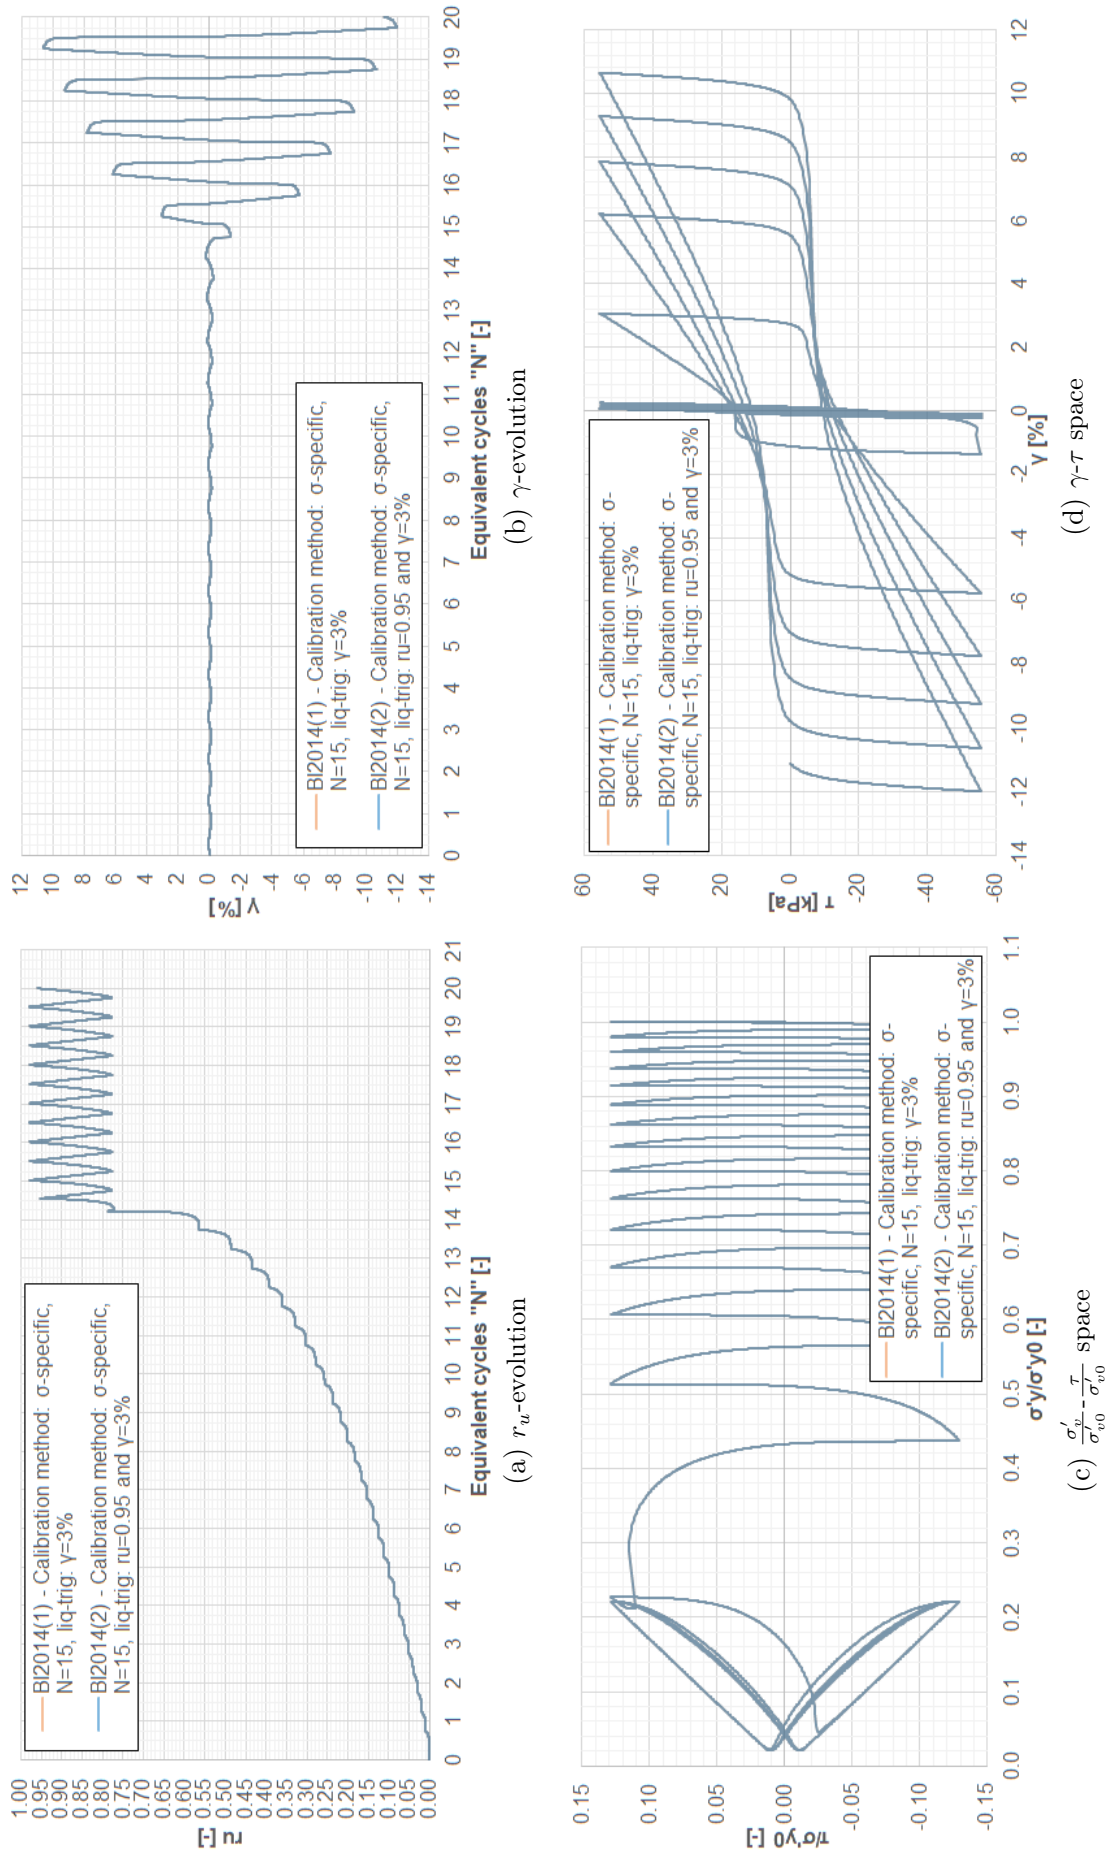 1.00
0.95
0.90
0.85
0.80
0.75
0.70
0.65
0.60
0.55
0.50
0.45
0.40
0.35
0.30
0.25
0.20
0.15
0.10
0.05
0.00
ru [-]
BI2014(1) - Calibration method: σ-specific,
N=15, liq-trig: γ=3%
BI2014(2) - Calibration method: σ-specific,
N=15, liq-trig: ru=0.95 and γ=3%
0 1 2 3 4 5 6 7 8 9 10 11 12 13 14 15 16 17 18 19 20 21
Equivalent cycles "N" [-]
(a) r_u-evolution
12
10
8
6
4
2
0
-2
-4
-6
-8
-10
-12
-14
γ [%]
BI2014(1) - Calibration method: σ-specific,
N=15, liq-trig: γ=3%
BI2014(2) - Calibration method: σ-specific,
N=15, liq-trig: ru=0.95 and γ=3%
0 1 2 3 4 5 6 7 8 9 10 11 12 13 14 15 16 17 18 19 20
Equivalent cycles "N" [-]
(b) γ-evolution
0.15
0.10
0.05
0.00
-0.05
-0.10
-0.15
τ/σ'y0 [-]
BI2014(1) - Calibration method: σ-
specific, N=15, liq-trig: γ=3%
BI2014(2) - Calibration method: σ-
specific, N=15, liq-trig: ru=0.95 and γ=3%
0.0 0.1 0.2 0.3 0.4 0.5 0.6 0.7 0.8 0.9 1.0 1.1
σ'y/σ'y0 [-]
(c) σ'_v/σ'_v0-τ/σ'_v0 space
60
40
20
0
-20
-40
-60
τ [kPa]
BI2014(1) - Calibration method: σ-
specific, N=15, liq-trig: γ=3%
BI2014(2) - Calibration method: σ-
specific, N=15, liq-trig: ru=0.95 and γ=3%
-14 -12 -10 -8 -6 -4 -2 0 2 4 6 8 10 12
γ [%]
(d) γ-τ space